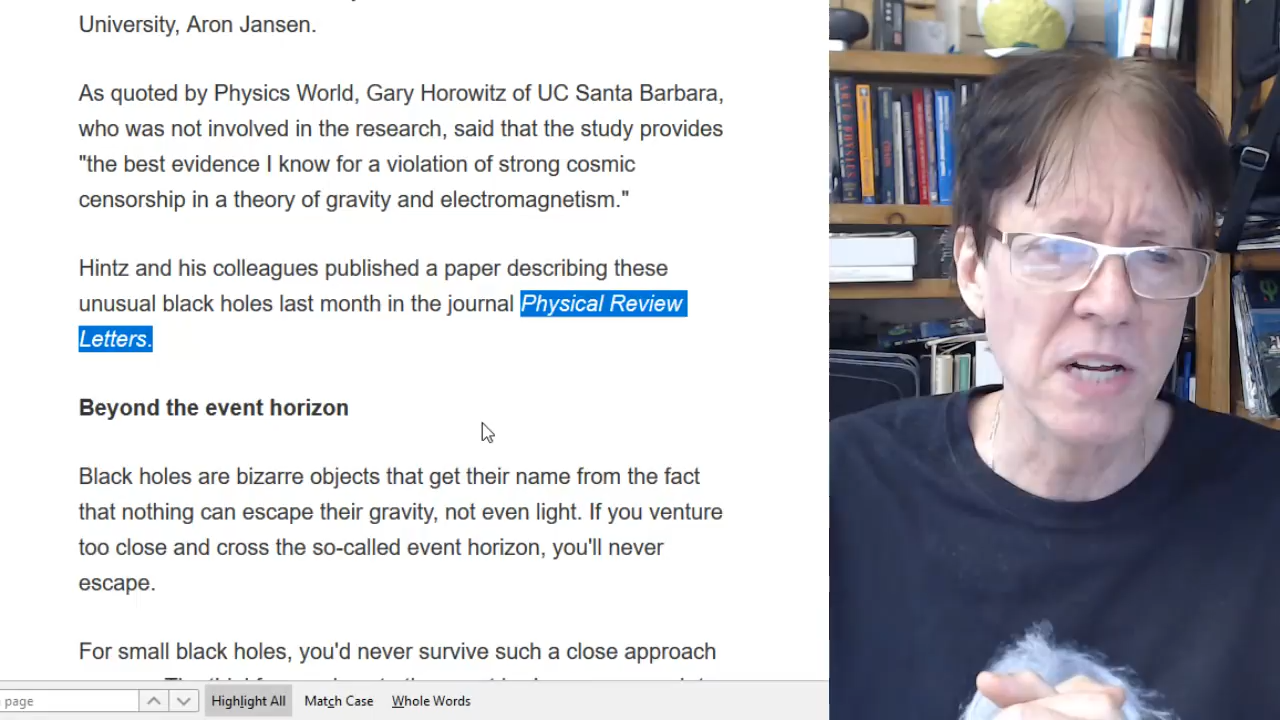 University, Aron Jansen.
As quoted by Physics World, Gary Horowitz of UC Santa Barbara,
who was not involved in the research, said that the study provides
"the best evidence I know for a violation of strong cosmic
censorship in a theory of gravity and electromagnetism."
Hintz and his colleagues published a paper describing these
unusual black holes last month in the journal Physical Review
Letters.
Beyond the event horizon
Black holes are bizarre objects that get their name from the fact
that nothing can escape their gravity, not even light. If you venture
too close and cross the so-called event horizon, you'll never
escape.
For small black holes, you'd never survive such a close approach
page
Highlight All
Match Case
Whole Words
ART & PHYSICS
CHAOS